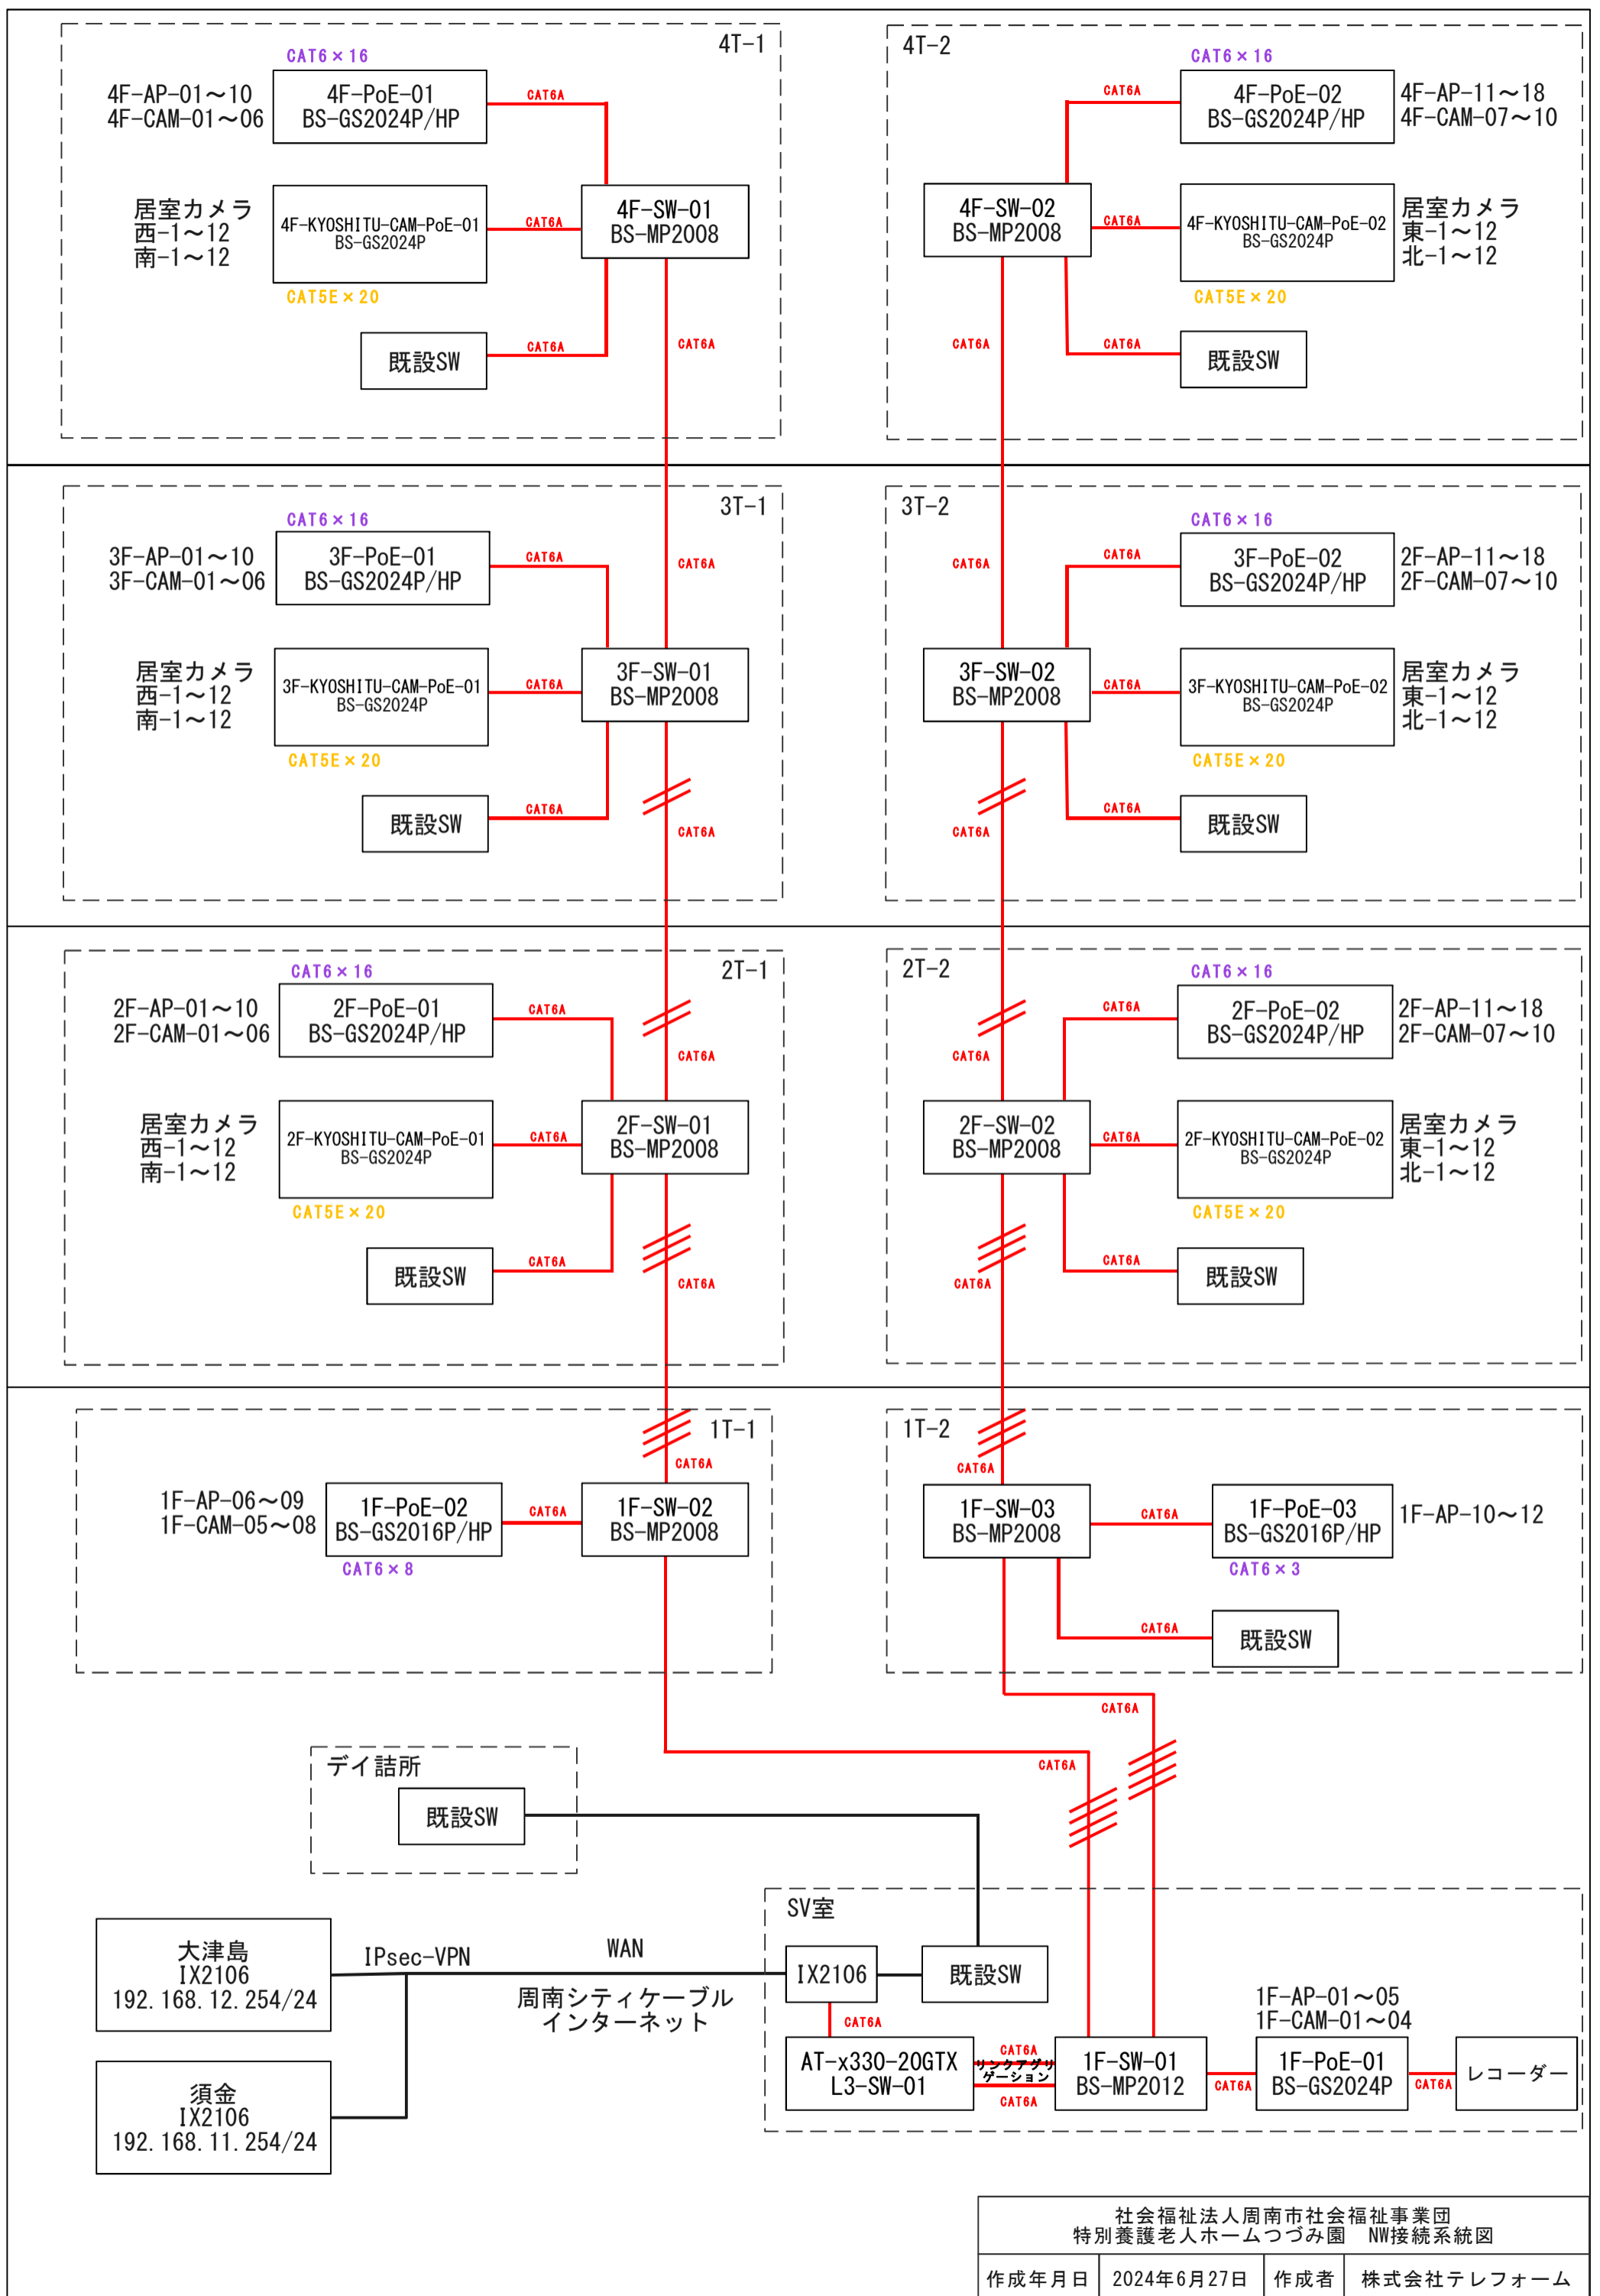 4T-1
CAT6×16
4F-AP-01～10
4F-CAM-01～06
4F-PoE-01
BS-GS2024P/HP
CAT6A
居室カメラ
西-1～12
南-1～12
4F-KYOSHITU-CAM-PoE-01
BS-GS2024P
CAT6A
4F-SW-01
BS-MP2008
CAT5E×20
既設SW
CAT6A
CAT6A
4T-2
CAT6×16
CAT6A
4F-PoE-02
BS-GS2024P/HP
4F-AP-11～18
4F-CAM-07～10
4F-SW-02
BS-MP2008
CAT6A
4F-KYOSHITU-CAM-PoE-02
BS-GS2024P
居室カメラ
東-1～12
北-1～12
CAT5E×20
CAT6A
CAT6A
既設SW
3T-1
CAT6×16
3F-AP-01～10
3F-CAM-01～06
3F-PoE-01
BS-GS2024P/HP
CAT6A
CAT6A
居室カメラ
西-1～12
南-1～12
3F-KYOSHITU-CAM-PoE-01
BS-GS2024P
CAT6A
3F-SW-01
BS-MP2008
CAT5E×20
既設SW
CAT6A
CAT6A
3T-2
CAT6×16
CAT6A
CAT6A
3F-PoE-02
BS-GS2024P/HP
2F-AP-11～18
2F-CAM-07～10
3F-SW-02
BS-MP2008
CAT6A
3F-KYOSHITU-CAM-PoE-02
BS-GS2024P
居室カメラ
東-1～12
北-1～12
CAT5E×20
CAT6A
CAT6A
既設SW
2T-1
CAT6×16
2F-AP-01～10
2F-CAM-01～06
2F-PoE-01
BS-GS2024P/HP
CAT6A
CAT6A
居室カメラ
西-1～12
南-1～12
2F-KYOSHITU-CAM-PoE-01
BS-GS2024P
CAT6A
2F-SW-01
BS-MP2008
CAT5E×20
既設SW
CAT6A
CAT6A
2T-2
CAT6×16
CAT6A
CAT6A
2F-PoE-02
BS-GS2024P/HP
2F-AP-11～18
2F-CAM-07～10
2F-SW-02
BS-MP2008
CAT6A
2F-KYOSHITU-CAM-PoE-02
BS-GS2024P
居室カメラ
東-1～12
北-1～12
CAT5E×20
CAT6A
CAT6A
既設SW
1T-1
CAT6A
1F-AP-06～09
1F-CAM-05～08
1F-PoE-02
BS-GS2016P/HP
CAT6A
1F-SW-02
BS-MP2008
CAT6×8
1T-2
CAT6A
1F-SW-03
BS-MP2008
CAT6A
1F-PoE-03
BS-GS2016P/HP
1F-AP-10～12
CAT6×3
CAT6A
既設SW
CAT6A
CAT6A
デイ詰所
既設SW
SV室
大津島
IX2106
192.168.12.254/24
IPsec-VPN
WAN
周南シティケーブル
インターネット
IX2106
既設SW
CAT6A
1F-AP-01～05
1F-CAM-01～04
須金
IX2106
192.168.11.254/24
AT-x330-20GTX
L3-SW-01
CAT6A
リンクアグリ
ゲーション
CAT6A
1F-SW-01
BS-MP2012
CAT6A
1F-PoE-01
BS-GS2024P
CAT6A
レコーダー
社会福祉法人周南市社会福祉事業団
特別養護老人ホームつづみ園　NW接続系統図
作成年月日 2024年6月27日 作成者 株式会社テレフォーム